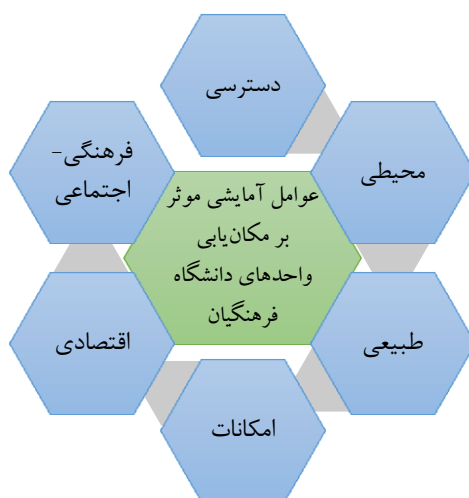 دسترسی
محیطی
طبیعی
امکانات
اقتصادی
فرهنگی-
اجتماعی
عوامل آمایشی موثر
بر مکان‌یابی
واحدهای دانشگاه
فرهنگیان